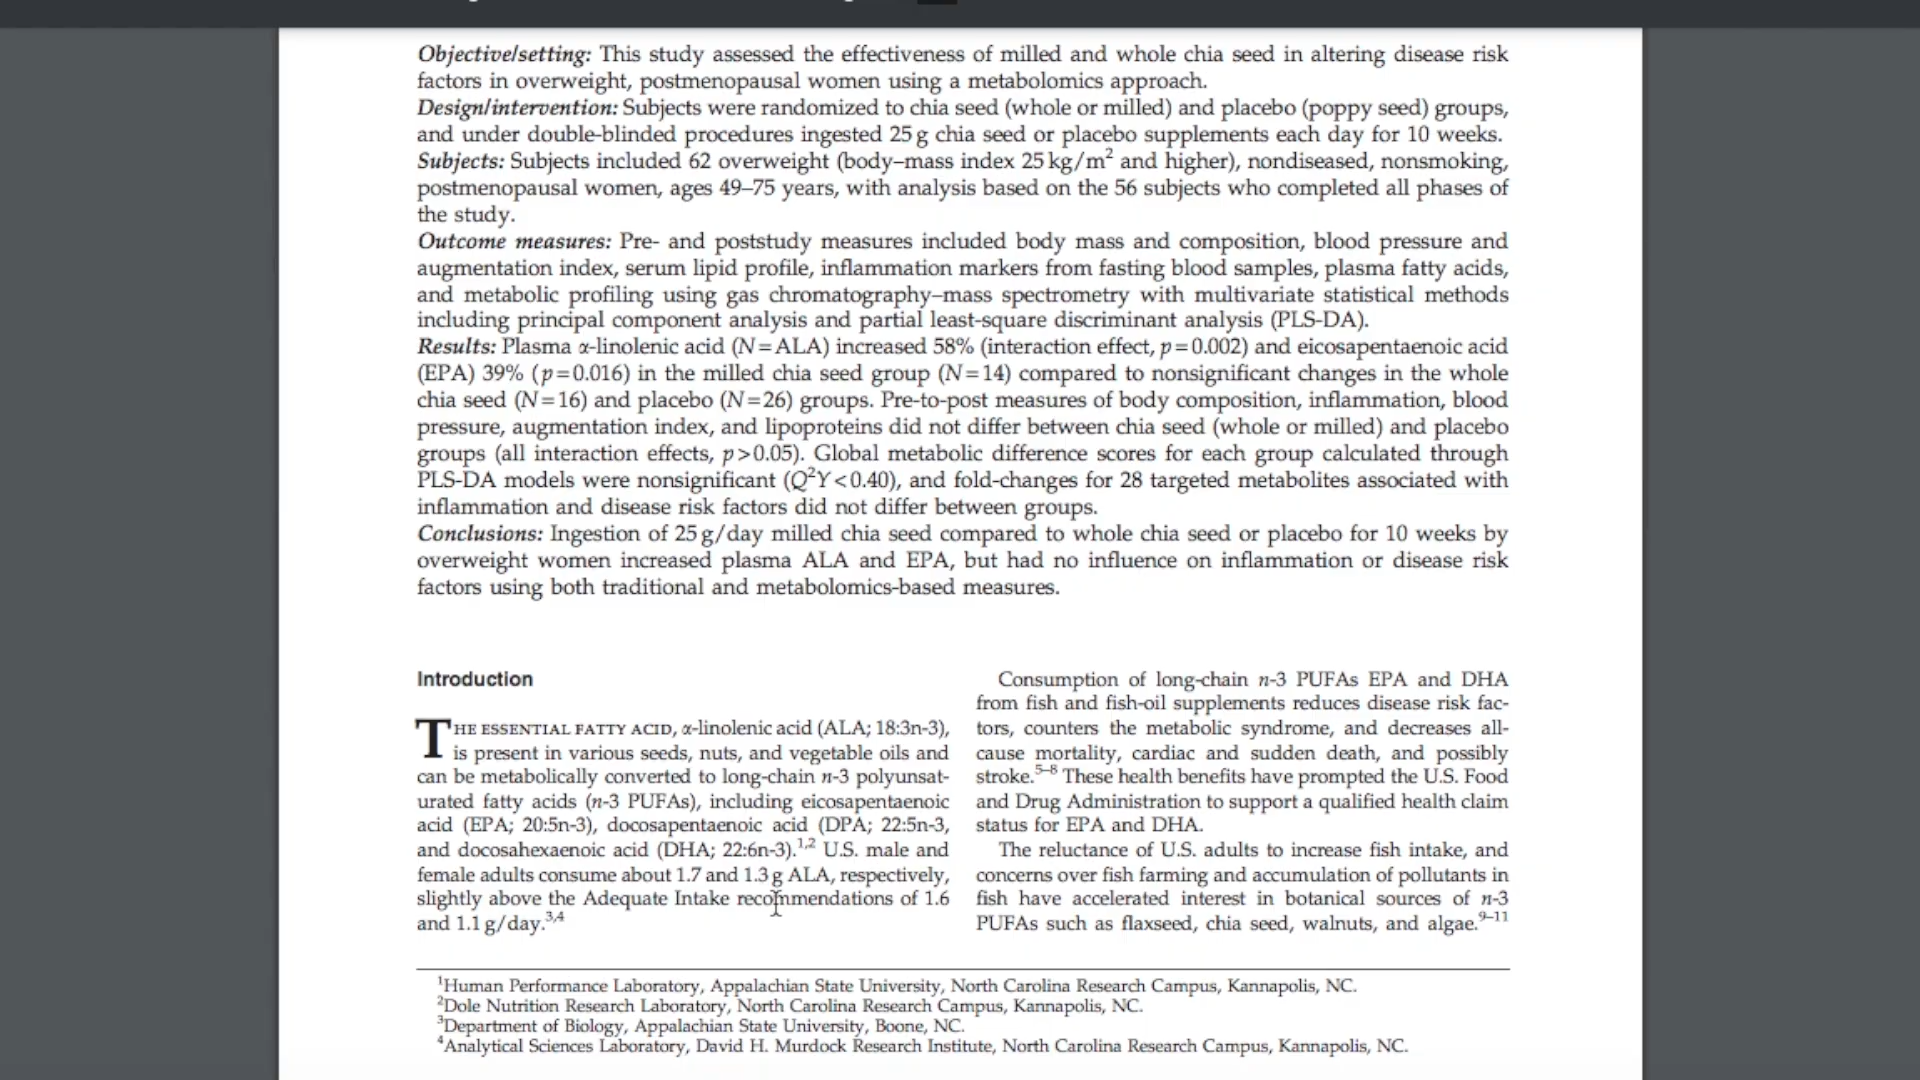 Objective/setting: This study assessed the effectiveness of milled and whole chia seed in altering disease risk
factors in overweight, postmenopausal women using a metabolomics approach.
Design/intervention: Subjects were randomized to chia seed (whole or milled) and placebo (poppy seed) groups,
and under double-blinded procedures ingested 25 g chia seed or placebo supplements each day for 10 weeks.
Subjects: Subjects included 62 overweight (body–mass index 25 kg/m² and higher), nondiseased, nonsmoking,
postmenopausal women, ages 49–75 years, with analysis based on the 56 subjects who completed all phases of
the study.
Outcome measures: Pre- and poststudy measures included body mass and composition, blood pressure and
augmentation index, serum lipid profile, inflammation markers from fasting blood samples, plasma fatty acids,
and metabolic profiling using gas chromatography–mass spectrometry with multivariate statistical methods
including principal component analysis and partial least-square discriminant analysis (PLS-DA).
Results: Plasma α-linolenic acid (N=ALA) increased 58% (interaction effect, p=0.002) and eicosapentaenoic acid
(EPA) 39% (p=0.016) in the milled chia seed group (N=14) compared to nonsignificant changes in the whole
chia seed (N=16) and placebo (N=26) groups. Pre-to-post measures of body composition, inflammation, blood
pressure, augmentation index, and lipoproteins did not differ between chia seed (whole or milled) and placebo
groups (all interaction effects, p>0.05). Global metabolic difference scores for each group calculated through
PLS-DA models were nonsignificant (Q²Y<0.40), and fold-changes for 28 targeted metabolites associated with
inflammation and disease risk factors did not differ between groups.
Conclusions: Ingestion of 25 g/day milled chia seed compared to whole chia seed or placebo for 10 weeks by
overweight women increased plasma ALA and EPA, but had no influence on inflammation or disease risk
factors using both traditional and metabolomics-based measures.
Introduction
THE ESSENTIAL FATTY ACID, α-linolenic acid (ALA; 18:3n-3),
is present in various seeds, nuts, and vegetable oils and
can be metabolically converted to long-chain n-3 polyunsat-
urated fatty acids (n-3 PUFAs), including eicosapentaenoic
acid (EPA; 20:5n-3), docosapentaenoic acid (DPA; 22:5n-3,
and docosahexaenoic acid (DHA; 22:6n-3).¹,² U.S. male and
female adults consume about 1.7 and 1.3 g ALA, respectively,
slightly above the Adequate Intake recommendations of 1.6
and 1.1 g/day.³,⁴
Consumption of long-chain n-3 PUFAs EPA and DHA
from fish and fish-oil supplements reduces disease risk fac-
tors, counters the metabolic syndrome, and decreases all-
cause mortality, cardiac and sudden death, and possibly
stroke.⁵–⁸ These health benefits have prompted the U.S. Food
and Drug Administration to support a qualified health claim
status for EPA and DHA.
The reluctance of U.S. adults to increase fish intake, and
concerns over fish farming and accumulation of pollutants in
fish have accelerated interest in botanical sources of n-3
PUFAs such as flaxseed, chia seed, walnuts, and algae.⁹–¹¹
¹Human Performance Laboratory, Appalachian State University, North Carolina Research Campus, Kannapolis, NC.
²Dole Nutrition Research Laboratory, North Carolina Research Campus, Kannapolis, NC.
³Department of Biology, Appalachian State University, Boone, NC.
⁴Analytical Sciences Laboratory, David H. Murdock Research Institute, North Carolina Research Campus, Kannapolis, NC.